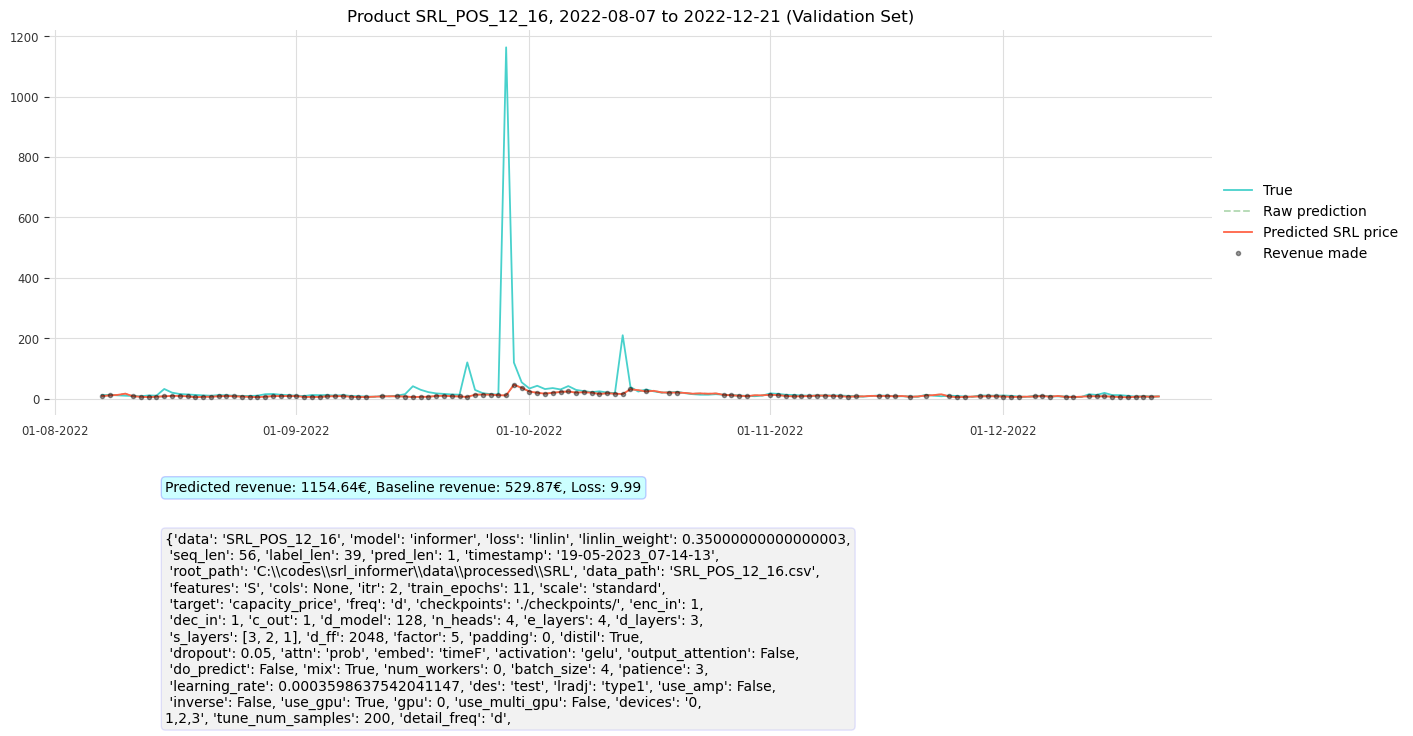 Product SRL_POS_12_16, 2022-08-07 to 2022-12-21 (Validation Set)
1200
1000
800
600
400
200
0
01-08-2022
01-09-2022
01-10-2022
01-11-2022
01-12-2022
True
Raw prediction
Predicted SRL price
Revenue made
Predicted revenue: 1154.64€, Baseline revenue: 529.87€, Loss: 9.99
{'data': 'SRL_POS_12_16', 'model': 'informer', 'loss': 'linlin', 'linlin_weight': 0.35000000000000003,
'seq_len': 56, 'label_len': 39, 'pred_len': 1, 'timestamp': '19-05-2023_07-14-13',
'root_path': 'C:\\codes\\srl_informer\\data\\processed\\SRL', 'data_path': 'SRL_POS_12_16.csv',
'features': 'S', 'cols': None, 'itr': 2, 'train_epochs': 11, 'scale': 'standard',
'target': 'capacity_price', 'freq': 'd', 'checkpoints': './checkpoints/', 'enc_in': 1,
'dec_in': 1, 'c_out': 1, 'd_model': 128, 'n_heads': 4, 'e_layers': 4, 'd_layers': 3,
's_layers': [3, 2, 1], 'd_ff': 2048, 'factor': 5, 'padding': 0, 'distil': True,
'dropout': 0.05, 'attn': 'prob', 'embed': 'timeF', 'activation': 'gelu', 'output_attention': False,
'do_predict': False, 'mix': True, 'num_workers': 0, 'batch_size': 4, 'patience': 3,
'learning_rate': 0.0003598637542041147, 'des': 'test', 'lradj': 'type1', 'use_amp': False,
'inverse': False, 'use_gpu': True, 'gpu': 0, 'use_multi_gpu': False, 'devices': '0,
1,2,3', 'tune_num_samples': 200, 'detail_freq': 'd',